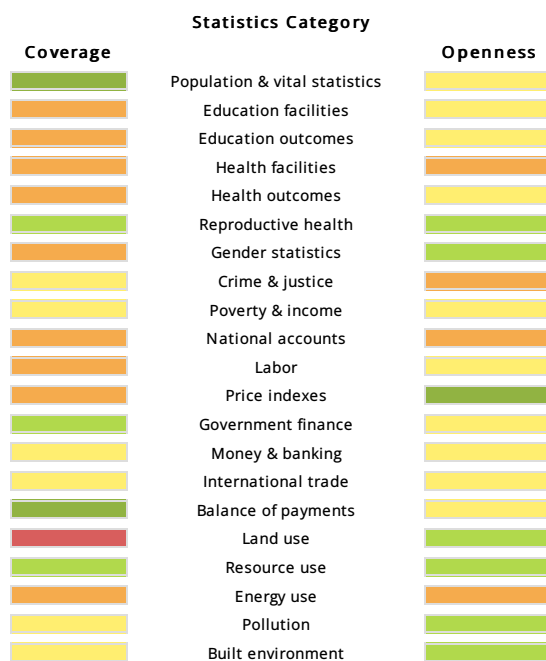 Statistics Category
Coverage Openness
Population & vital statistics
Education facilities
Education outcomes
Health facilities
Health outcomes
Reproductive health
Gender statistics
Crime & justice
Poverty & income
National accounts
Labor
Price indexes
Government finance
Money & banking
International trade
Balance of payments
Land use
Resource use
Energy use
Pollution
Built environment